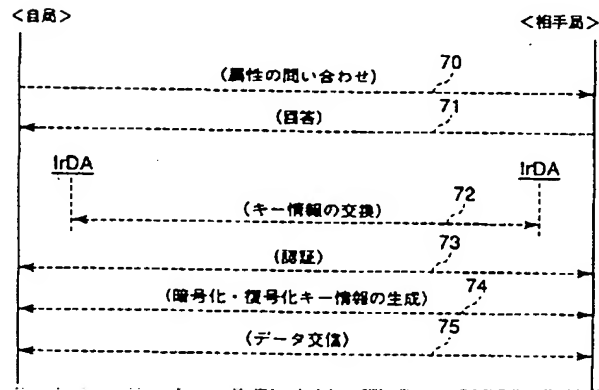 <自局>
<相手局>
70
(属性の問い合わせ)
71
(回答)
IrDA
IrDA
72
(キー情報の交換)
73
(認証)
74
(暗号化・復号化キー情報の生成)
75
(データ交信)